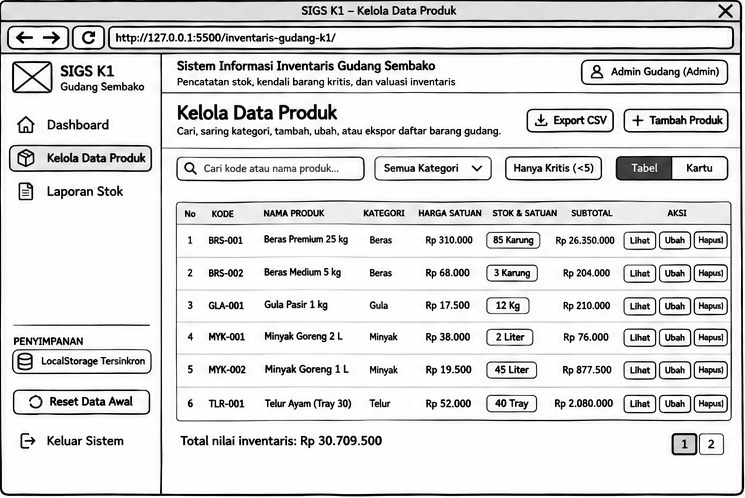 SIGS K1 – Kelola Data Produk
http://127.0.0.1:5500/inventaris-gudang-k1/
SIGS K1
Gudang Sembako
Dashboard
Kelola Data Produk
Laporan Stok
PENYIMPANAN
LocalStorage Tersinkron
Reset Data Awal
Keluar Sistem
Sistem Informasi Inventaris Gudang Sembako
Pencatatan stok, kendali barang kritis, dan valuasi inventaris
Admin Gudang (Admin)
Kelola Data Produk
Cari, saring kategori, tambah, ubah, atau ekspor daftar barang gudang.
Export CSV
+ Tambah Produk
Cari kode atau nama produk...
Semua Kategori
Hanya Kritis (<5)
Tabel
Kartu
No KODE NAMA PRODUK KATEGORI HARGA SATUAN STOK & SATUAN SUBTOTAL AKSI
1 BRS-001 Beras Premium 25 kg Beras Rp 310.000 85 Karung Rp 26.350.000 Lihat Ubah Hapus
2 BRS-002 Beras Medium 5 kg Beras Rp 68.000 3 Karung Rp 204.000 Lihat Ubah Hapus
3 GLA-001 Gula Pasir 1 kg Gula Rp 17.500 12 Kg Rp 210.000 Lihat Ubah Hapus
4 MYK-001 Minyak Goreng 2 L Minyak Rp 38.000 2 Liter Rp 76.000 Lihat Ubah Hapus
5 MYK-002 Minyak Goreng 1 L Minyak Rp 19.500 45 Liter Rp 877.500 Lihat Ubah Hapus
6 TLR-001 Telur Ayam (Tray 30) Telur Rp 52.000 40 Tray Rp 2.080.000 Lihat Ubah Hapus
Total nilai inventaris: Rp 30.709.500
1 2